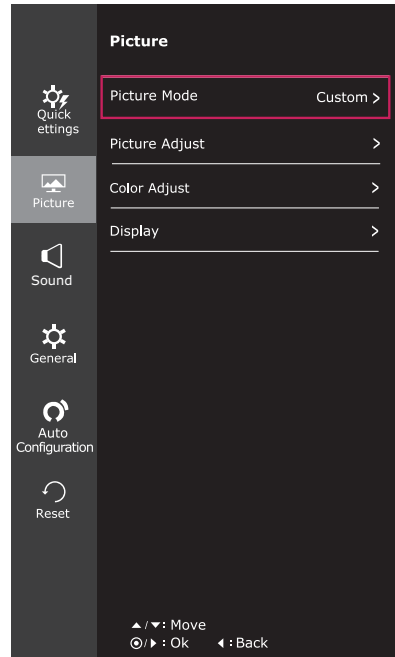 Picture
Picture Mode Custom >
Picture Adjust >
Color Adjust >
Display >
Quick
ettings
Picture
Sound
General
Auto
Configuration
Reset
▲/▼: Move
◉/▶ : Ok ◀ : Back